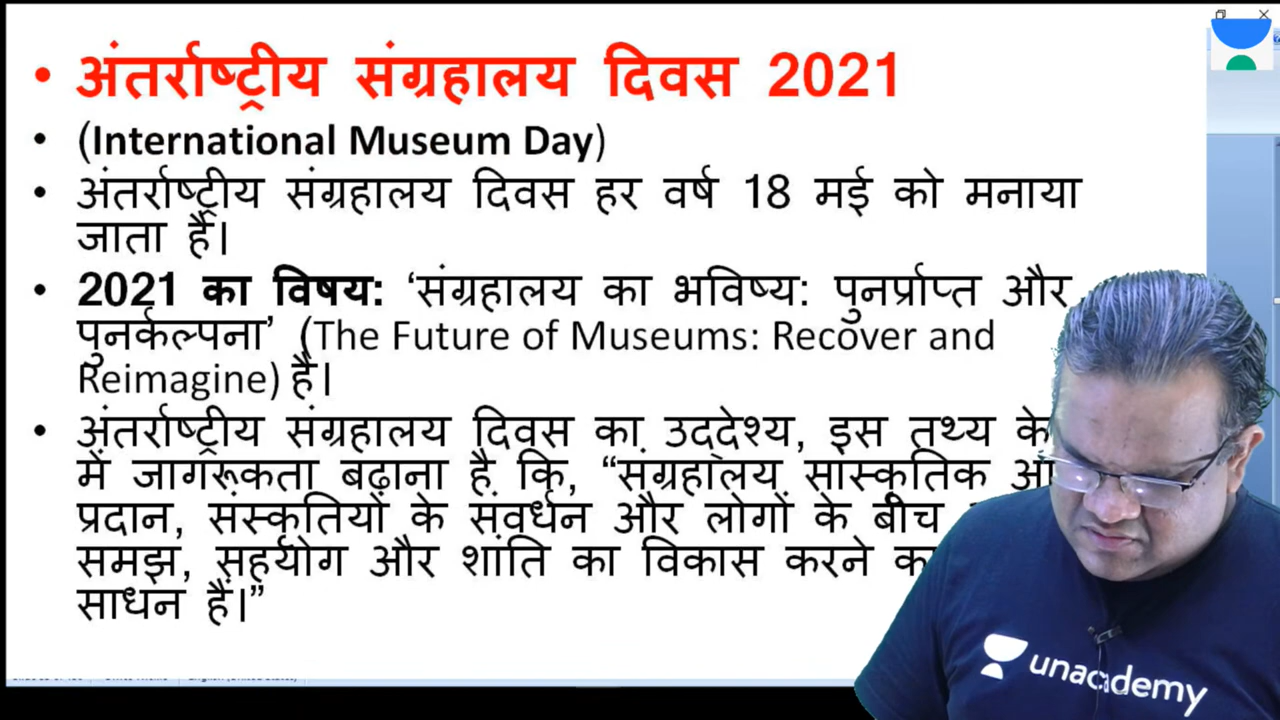 • अंतर्राष्ट्रीय संग्रहालय दिवस 2021
• (International Museum Day)
• अंतर्राष्ट्रीय संग्रहालय दिवस हर वर्ष 18 मई को मनाया
जाता है।
• 2021 का विषय: ‘संग्रहालय का भविष्य: पुनर्प्राप्त और
पुनर्कल्पना’ (The Future of Museums: Recover and
Reimagine) है।
• अंतर्राष्ट्रीय संग्रहालय दिवस का उद्देश्य, इस तथ्य के
में जागरूकता बढ़ाना है कि, “संग्रहालय सांस्कृतिक
प्रदान, संस्कृतियों के संवर्धन और लोगों के बीच
समझ, सहयोग और शांति का विकास करने
साधन है।”
unacademy